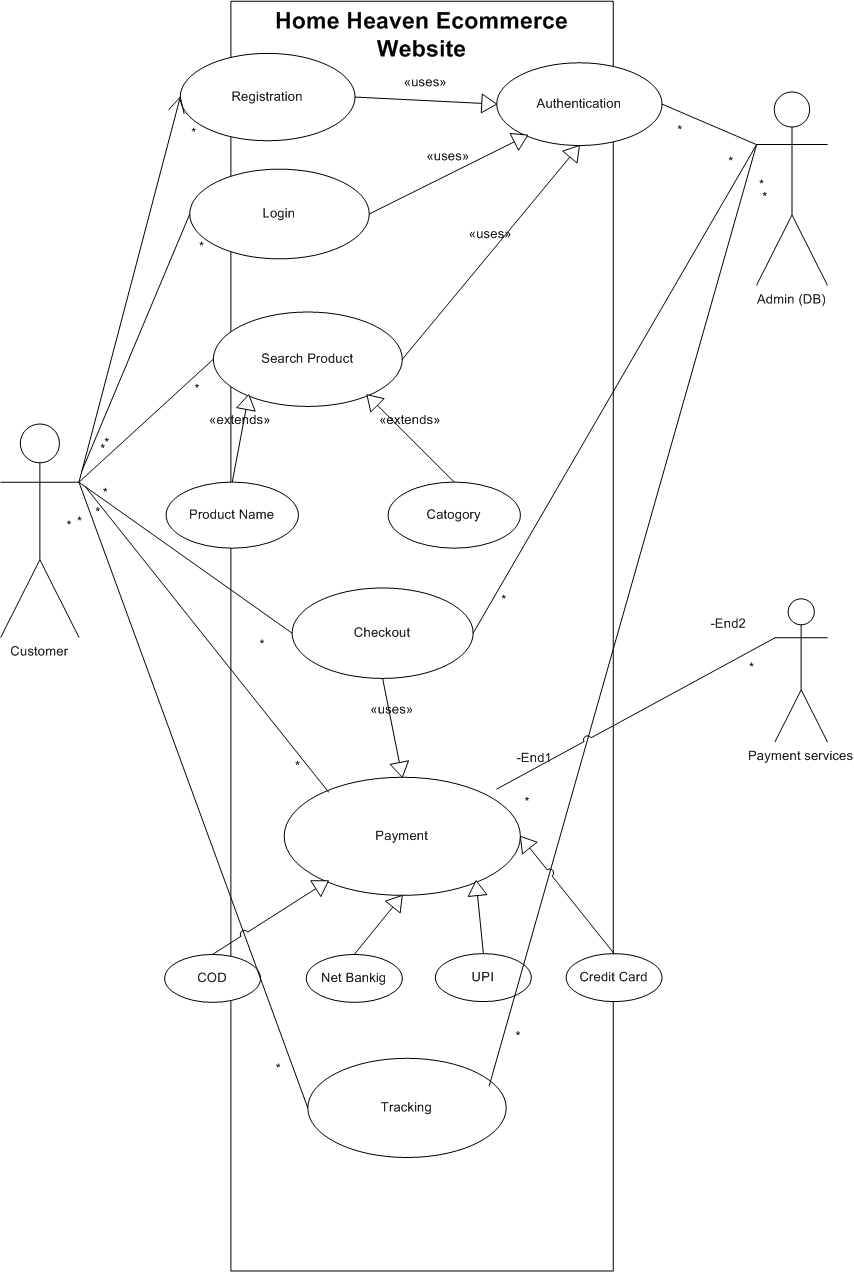 Home Heaven Ecommerce
Website
Registration
«uses»
Authentication
*
*
*
«uses»
*
*
Login
*
«uses»
Admin (DB)
Search Product
*
«extends»
«extends»
*
*
*
Product Name
Catogory
*
*
*
*
Customer
Checkout
*
-End2
*
«uses»
Payment services
-End1
*
*
Payment
COD
Net Bankig
UPI
Credit Card
*
*
Tracking